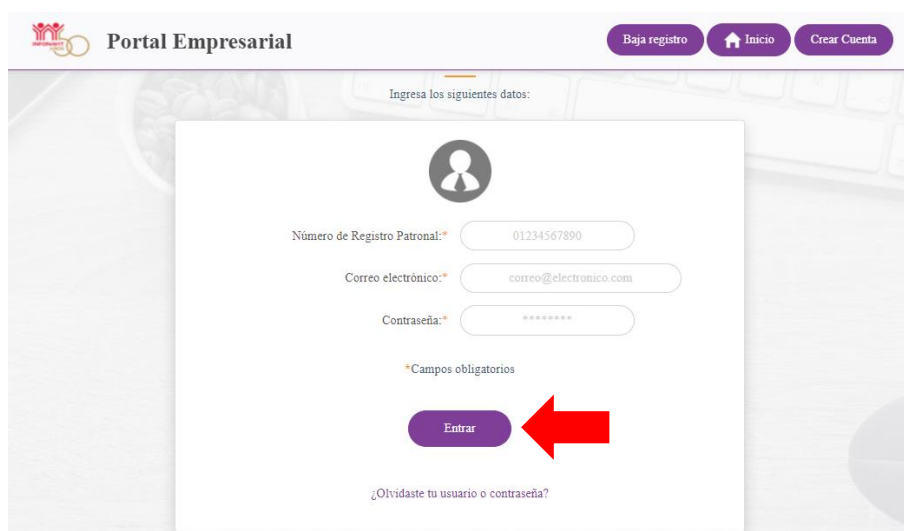 INFONAVIT
Portal Empresarial
Baja registro
Inicio
Crear Cuenta
Ingresa los siguientes datos:
Número de Registro Patronal:*
01234567890
Correo electrónico:*
correo@electronico.com
Contraseña:*
********
*Campos obligatorios
Entrar
¿Olvidaste tu usuario o contraseña?